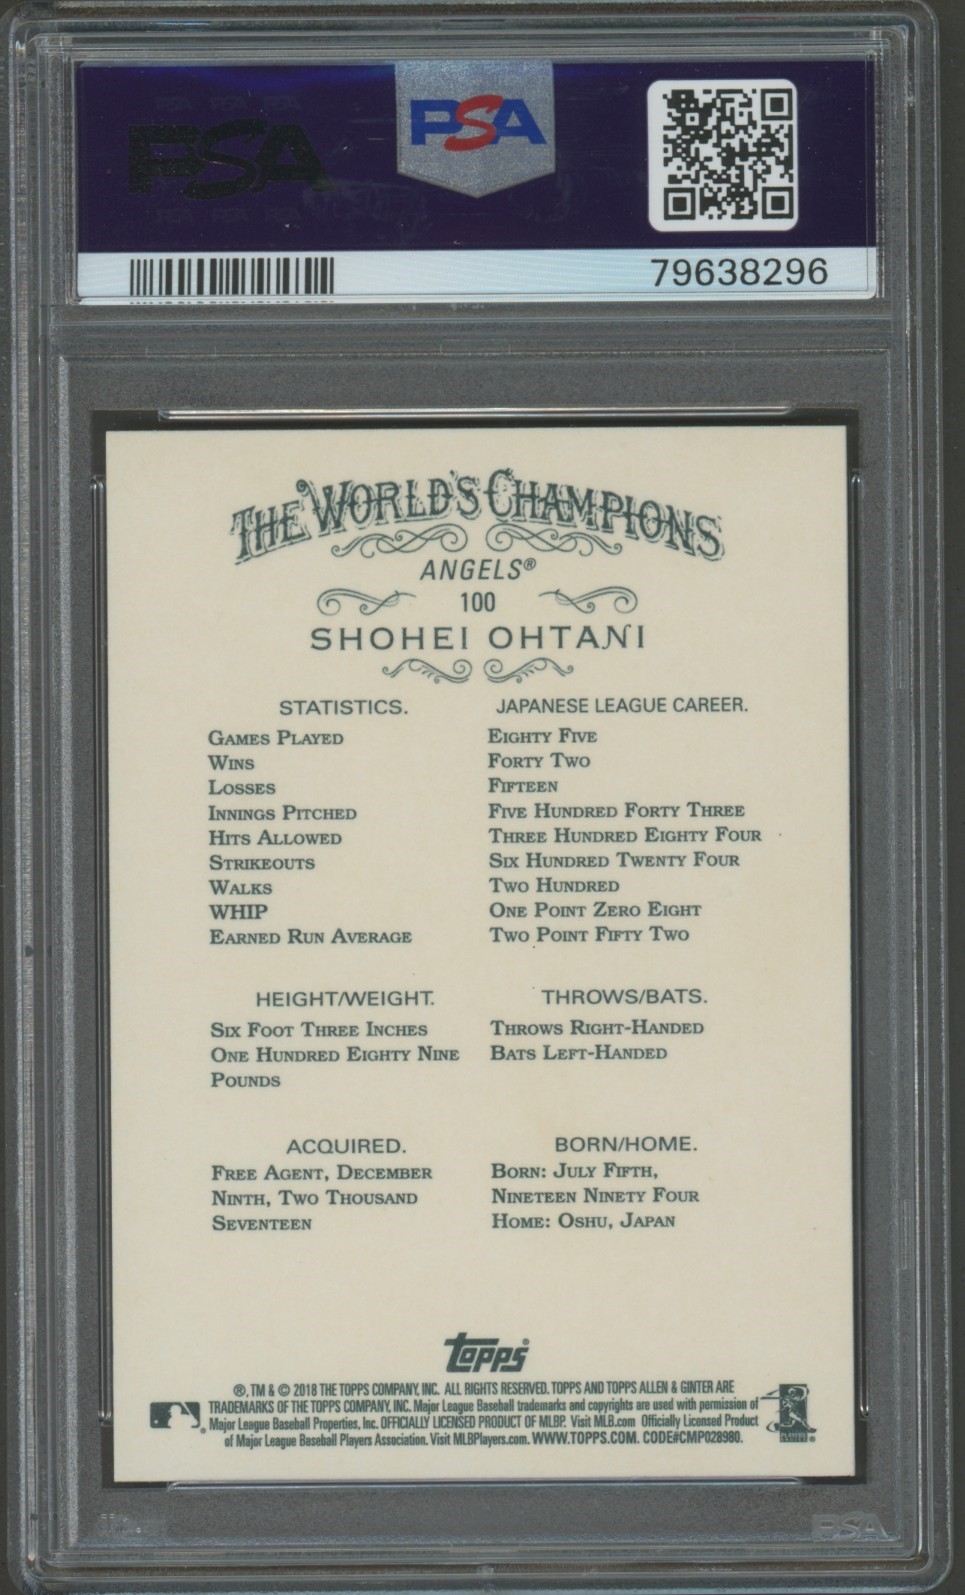 PSA
PSA
79638296
THE WORLD'S CHAMPIONS
ANGELS®
100
SHOHEI OHTANI
STATISTICS. JAPANESE LEAGUE CAREER.
GAMES PLAYED EIGHTY FIVE
WINS FORTY TWO
LOSSES FIFTEEN
INNINGS PITCHED FIVE HUNDRED FORTY THREE
HITS ALLOWED THREE HUNDRED EIGHTY FOUR
STRIKEOUTS SIX HUNDRED TWENTY FOUR
WALKS TWO HUNDRED
WHIP ONE POINT ZERO EIGHT
EARNED RUN AVERAGE TWO POINT FIFTY TWO
HEIGHT/WEIGHT.
SIX FOOT THREE INCHES
ONE HUNDRED EIGHTY NINE
POUNDS
THROWS/BATS.
THROWS RIGHT-HANDED
BATS LEFT-HANDED
ACQUIRED.
FREE AGENT, DECEMBER
NINTH, TWO THOUSAND
SEVENTEEN
BORN/HOME.
BORN: JULY FIFTH,
NINETEEN NINETY FOUR
HOME: OSHU, JAPAN
Topps®
®, TM & © 2018 THE TOPPS COMPANY, INC. ALL RIGHTS RESERVED. TOPPS AND TOPPS ALLEN & GINTER ARE
TRADEMARKS OF THE TOPPS COMPANY, INC. Major League Baseball trademarks and copyrights are used with permission of
Major League Baseball Properties, Inc. OFFICIALLY LICENSED PRODUCT OF MLBP. Visit MLB.com Officially Licensed Product
of Major League Baseball Players Association. Visit MLBPlayers.com. WWW.TOPPS.COM. CODE#CMP028980.
PSA